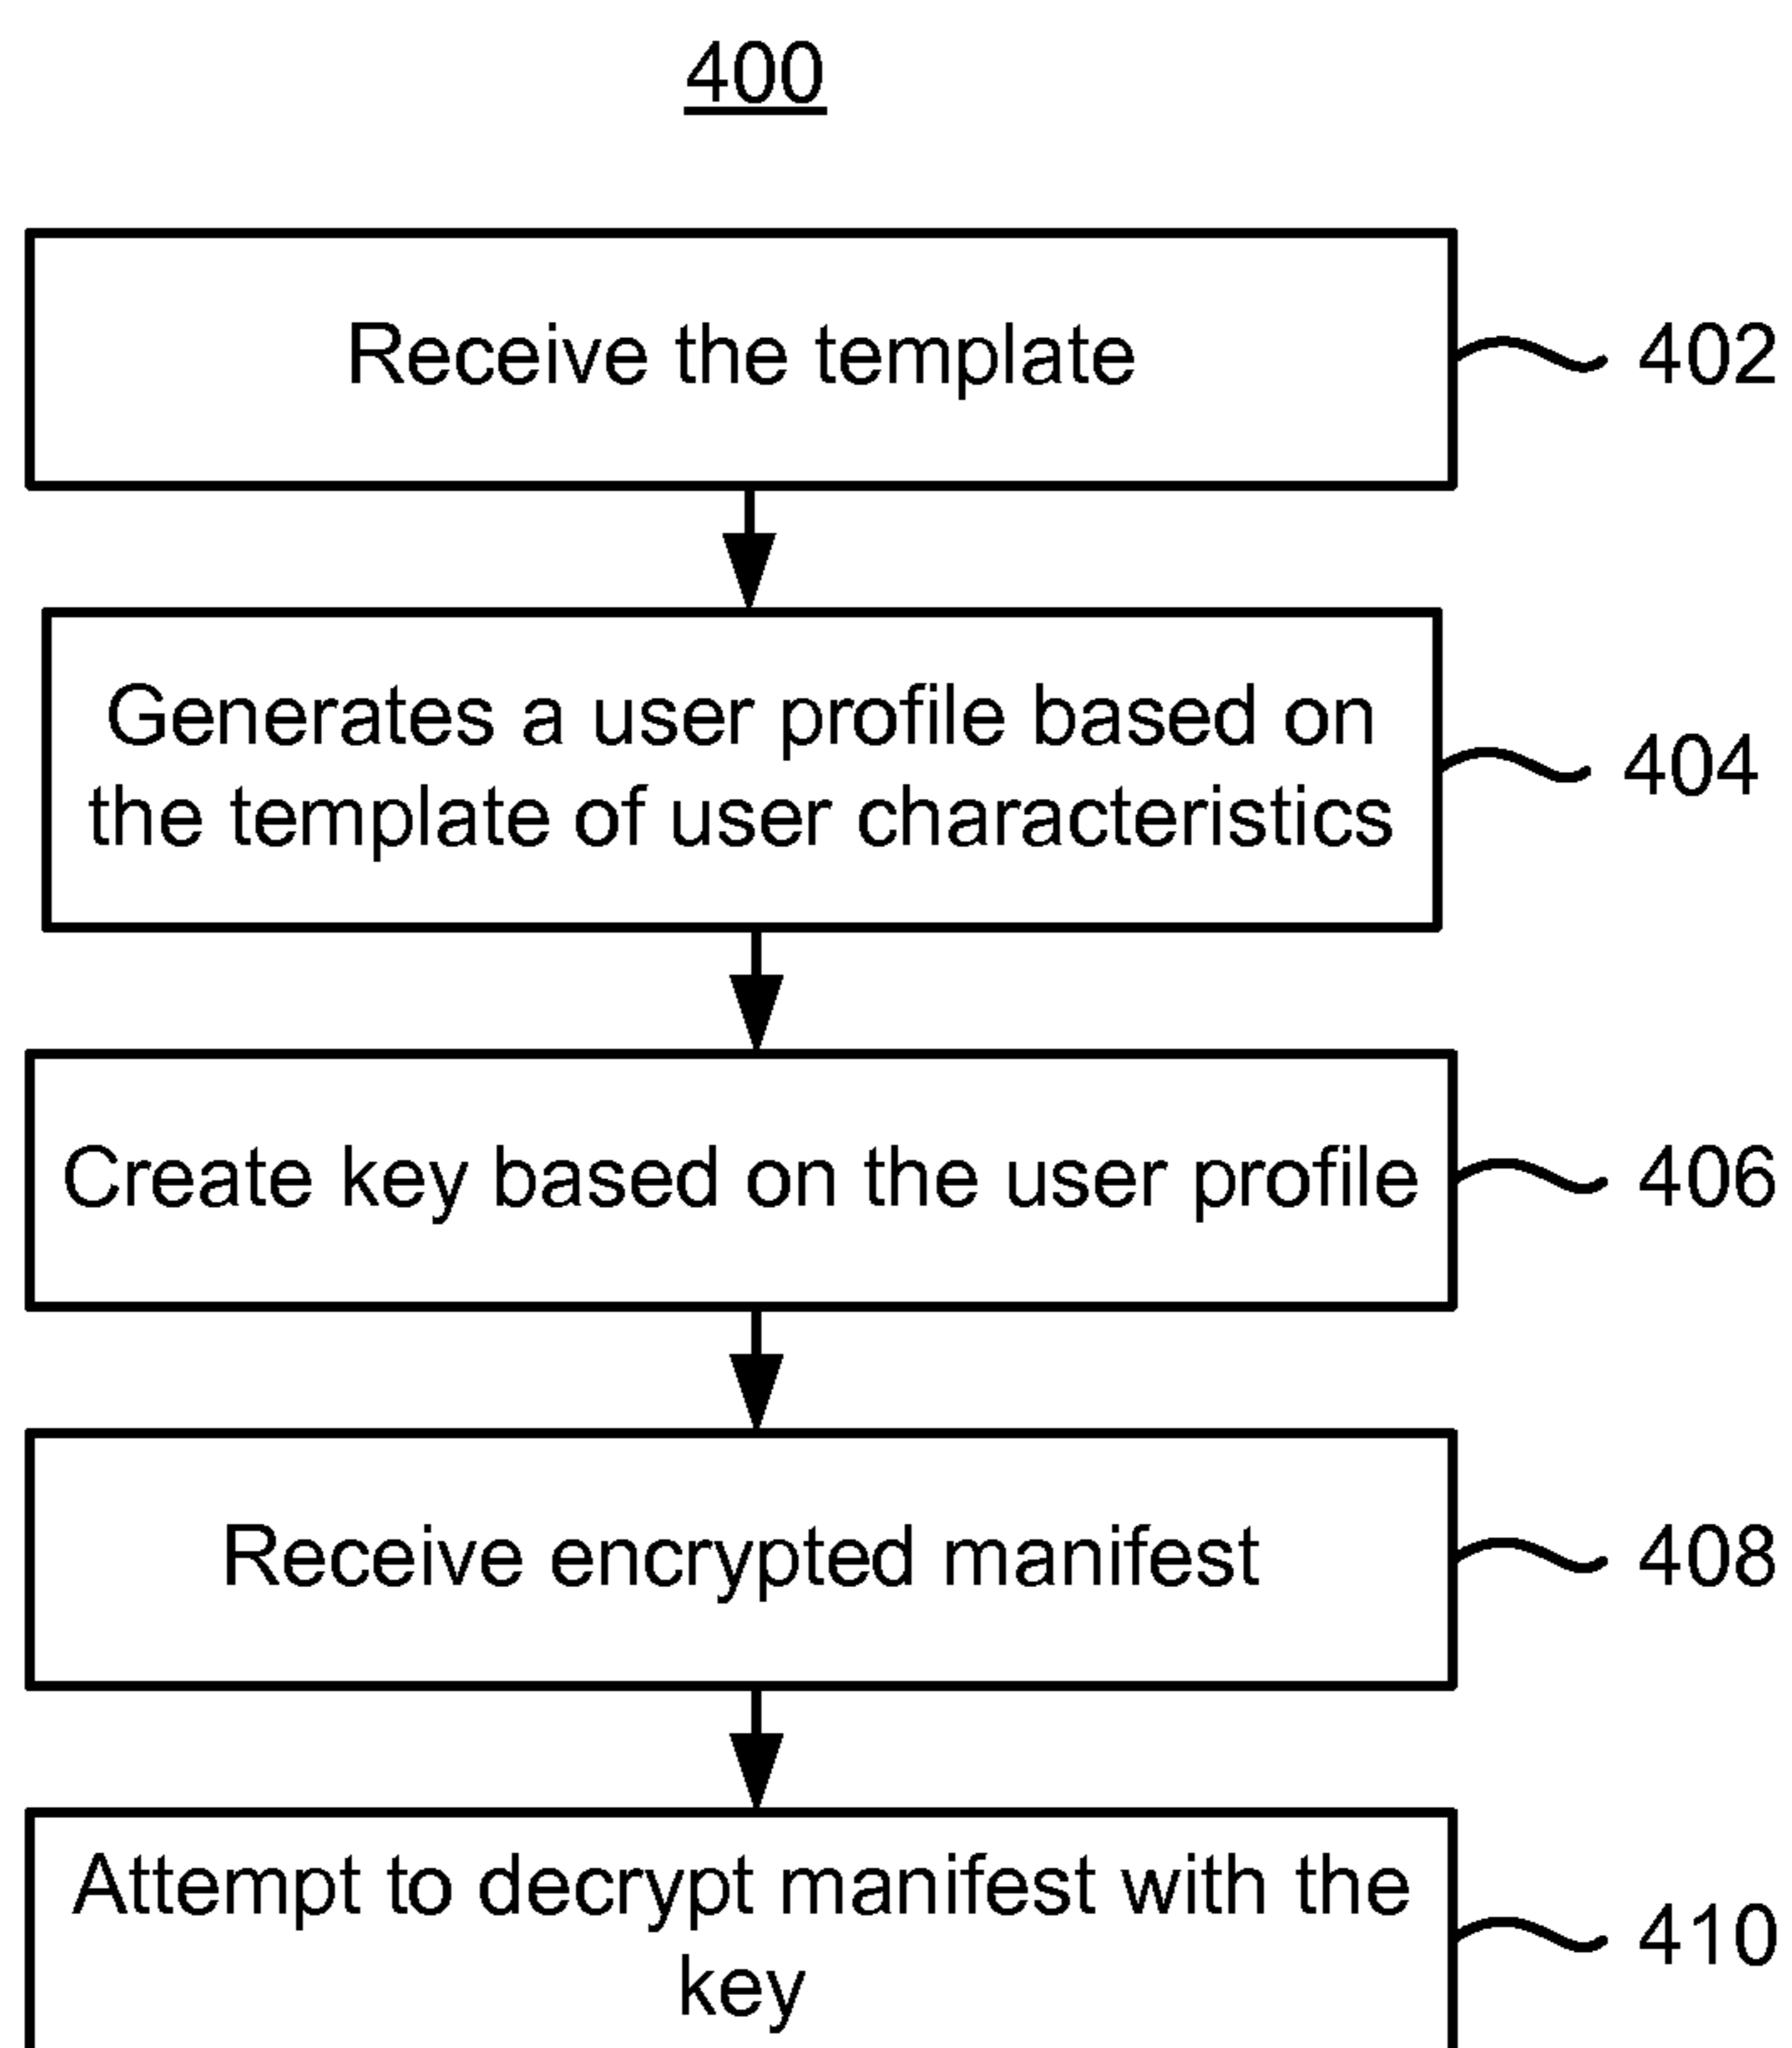 400
Receive the template
402
Generates a user profile based on
the template of user characteristics
404
Create key based on the user profile
406
Receive encrypted manifest
408
Attempt to decrypt manifest with the
key
410